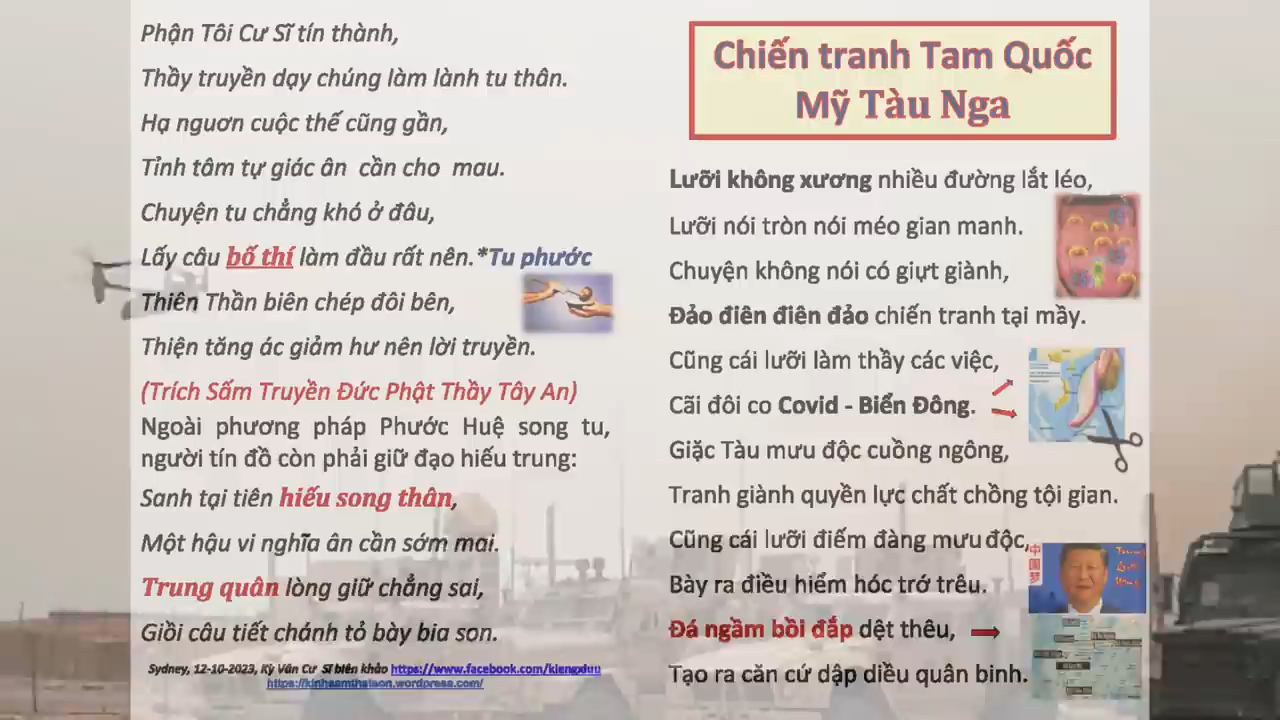 Phận Tôi Cư Sĩ tín thành,
Thầy truyền dạy chúng làm lành tu thân.
Hạ nguơn cuộc thế cũng gần,
Tỉnh tâm tự giác ân cần cho mau.
Chuyện tu chẳng khó ở đâu,
Lấy câu bố thí làm đầu rất nên.*Tu phước
Thiên Thần biên chép đôi bên,
Thiện tăng ác giảm hư nên lời truyền.
(Trích Sấm Truyền Đức Phật Thầy Tây An)
Ngoài phương pháp Phước Huệ song tu,
người tín đồ còn phải giữ đạo hiếu trung:
Sanh tại tiên hiếu song thân,
Một hậu vi nghĩa ân cần sớm mai.
Trung quân lòng giữ chẳng sai,
Giồi câu tiết chánh tỏ bày bia son.
Sydney, 12-10-2023, Kỳ Vân Cư Sĩ biên khảo https://www.facebook.com/kiengxduu
https://kinhsamthatson.wordpress.com/
Chiến tranh Tam Quốc
Mỹ Tàu Nga
Lưỡi không xương nhiều đường lắt léo,
Lưỡi nói tròn nói méo gian manh.
Chuyện không nói có giựt giành,
Đảo điên điên đảo chiến tranh tại mầy.
Cũng cái lưỡi làm thầy các việc,
Cãi đôi co Covid - Biển Đông.
Giặc Tàu mưu độc cuồng ngông,
Tranh giành quyền lực chất chồng tội gian.
Cũng cái lưỡi điếm đàng mưu độc,
中国梦
Bày ra điều hiểm hóc trớ trêu.
Đá ngầm bồi đắp dệt thêu,
Tạo ra căn cứ dập diều quân binh.